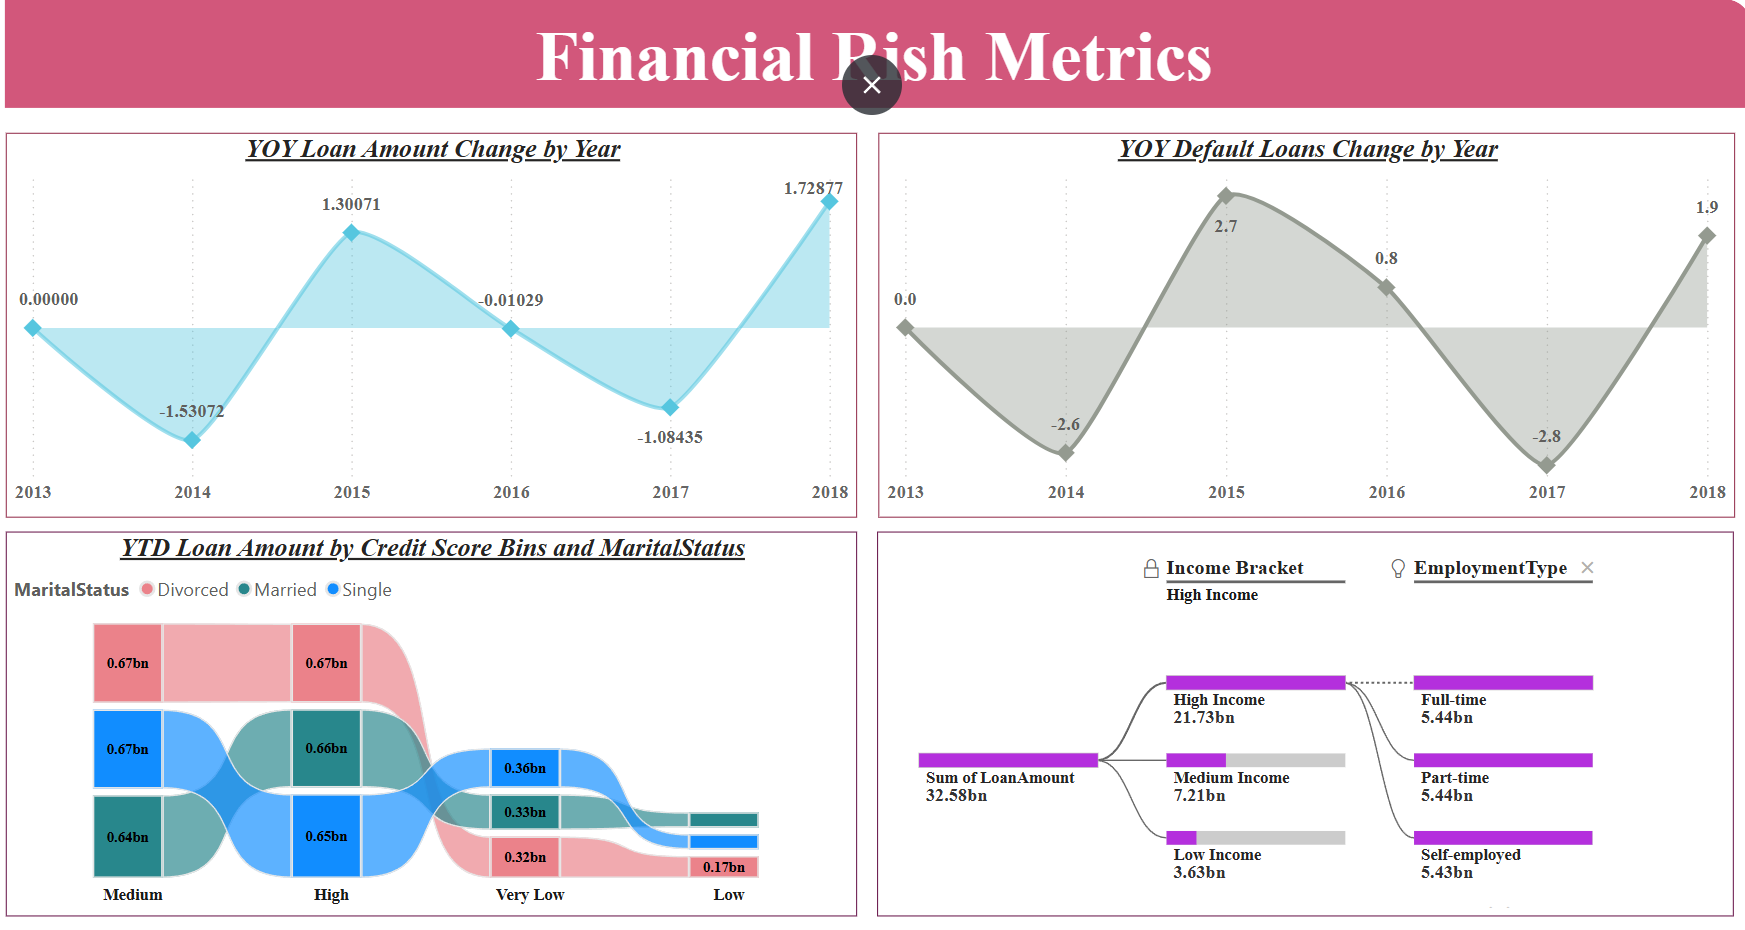 Financial Rish Metrics
YOY Loan Amount Change by Year
1.72877
1.30071
0.00000
-0.01029
-1.53072
-1.08435
2013 2014 2015 2016 2017 2018
YOY Default Loans Change by Year
1.9
2.7
0.8
0.0
-2.6
-2.8
2013 2014 2015 2016 2017 2018
YTD Loan Amount by Credit Score Bins and MaritalStatus
MaritalStatus Divorced Married Single
0.67bn 0.67bn
0.67bn 0.66bn
0.36bn
0.33bn
0.64bn 0.65bn
0.32bn
0.17bn
Medium High Very Low Low
Income Bracket EmploymentType
High Income
High Income
21.73bn
Full-time
5.44bn
Sum of LoanAmount
32.58bn
Medium Income
7.21bn
Part-time
5.44bn
Low Income
3.63bn
Self-employed
5.43bn